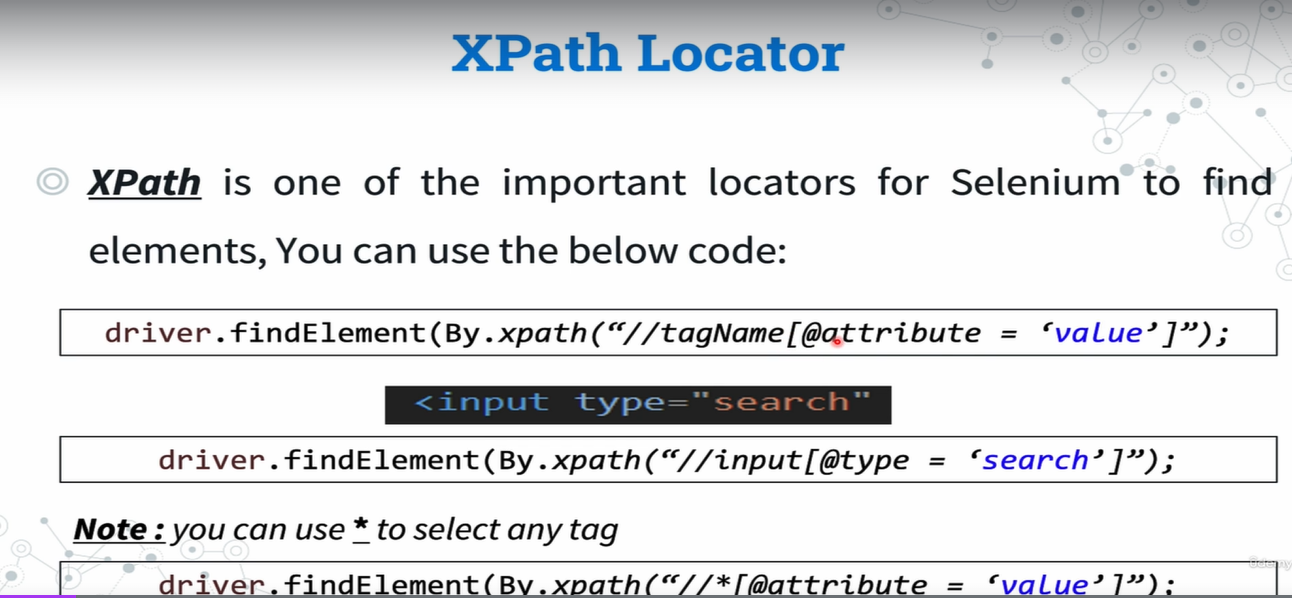 XPath Locator
XPath is one of the important locators for Selenium to find
elements, You can use the below code:
driver.findElement(By.xpath(“//tagName[@attribute = ‘value’]”);
<input type="search"
driver.findElement(By.xpath(“//input[@type = ‘search’]”);
Note : you can use * to select any tag
Udemy
driver.findElement(By.xpath(“//*[@attribute = ‘value’]”);